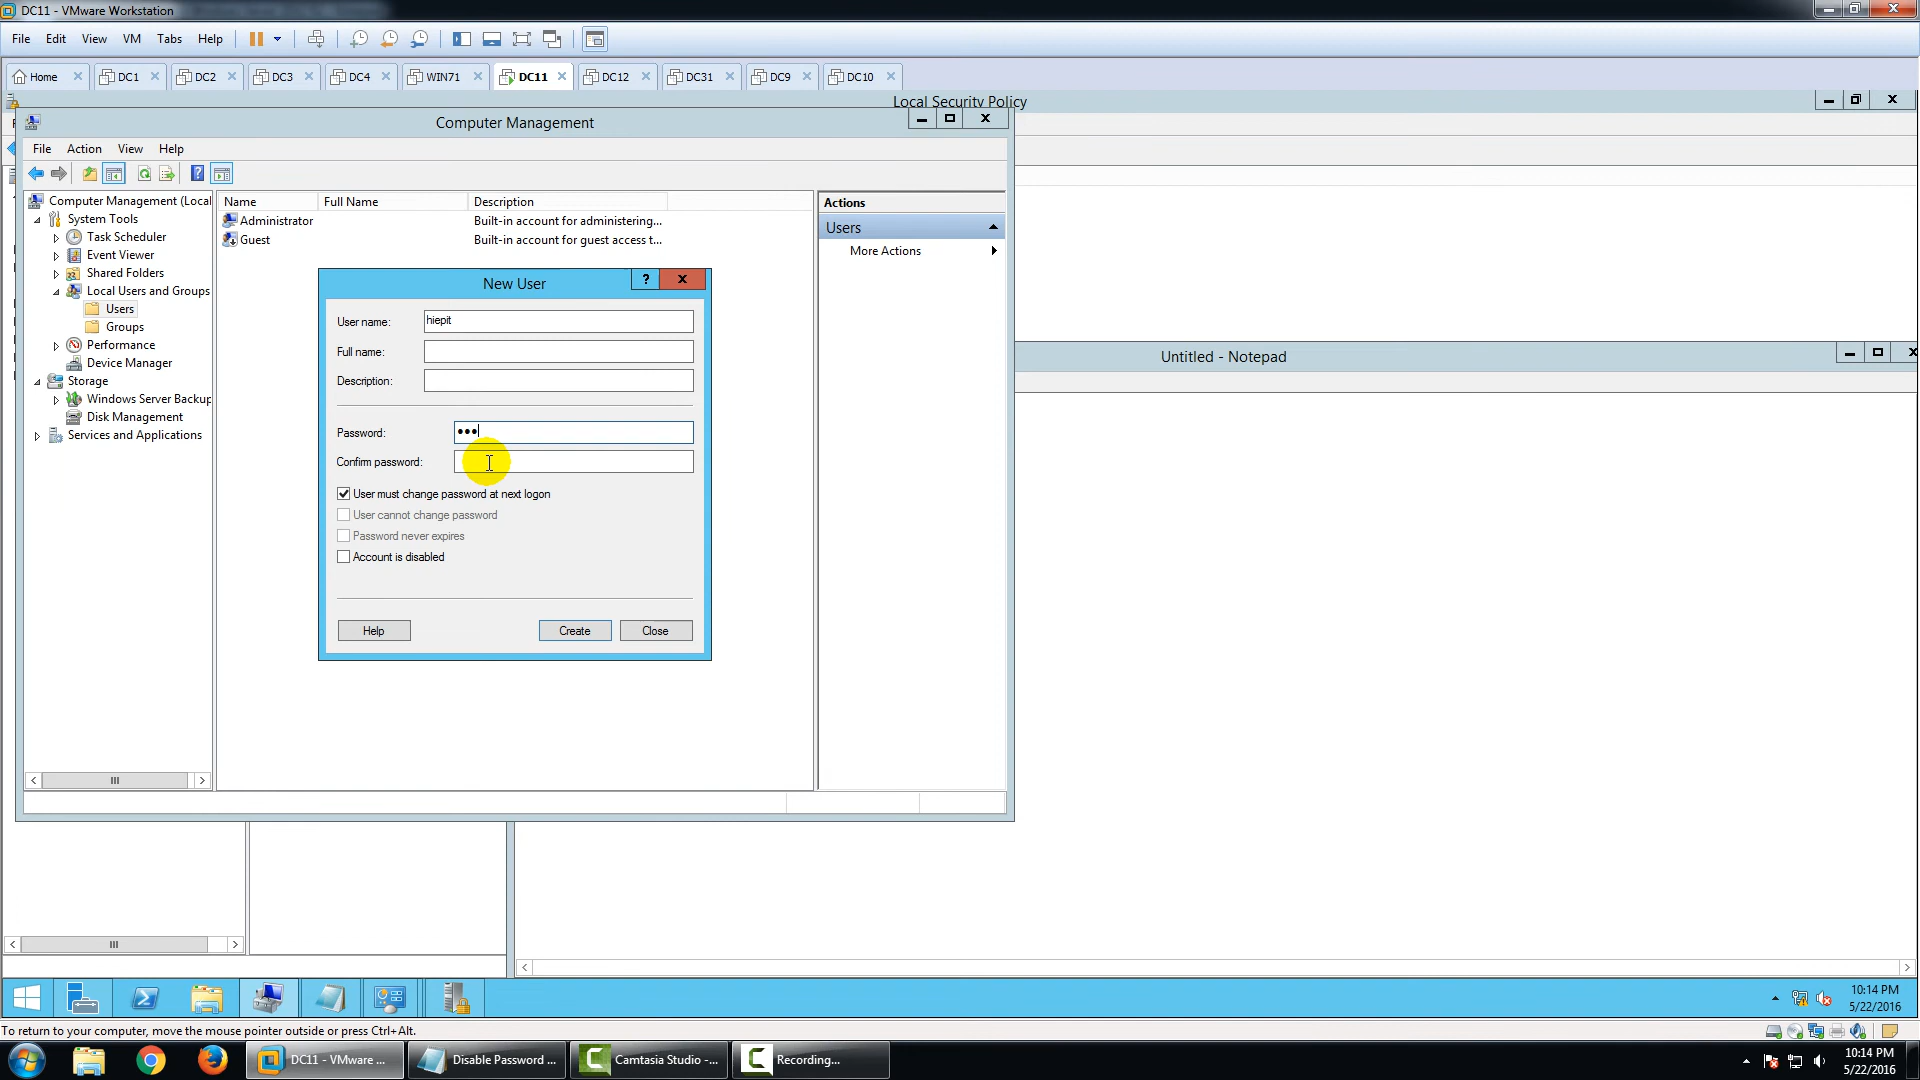 DC11 - VMware Workstation
File Edit View VM Tabs Help
Home DC1 DC2 DC3 DC4 WIN71 DC11 DC12 DC31 DC9 DC10
Local Security Policy
Computer Management
File Action View Help
Computer Management (Local
System Tools
Task Scheduler
Event Viewer
Shared Folders
Local Users and Groups
Users
Groups
Performance
Device Manager
Storage
Windows Server Backup
Disk Management
Services and Applications
Name Full Name Description
Administrator Built-in account for administering...
Guest Built-in account for guest access t...
Actions
Users
More Actions
New User
?
User name: hiepit
Full name:
Description:
Password: •••
Confirm password:
User must change password at next logon
User cannot change password
Password never expires
Account is disabled
Help Create Close
Untitled - Notepad
10:14 PM
5/22/2016
To return to your computer, move the mouse pointer outside or press Ctrl+Alt.
DC11 - VMware ... Disable Password ... Camtasia Studio -... Recording...
10:14 PM
5/22/2016